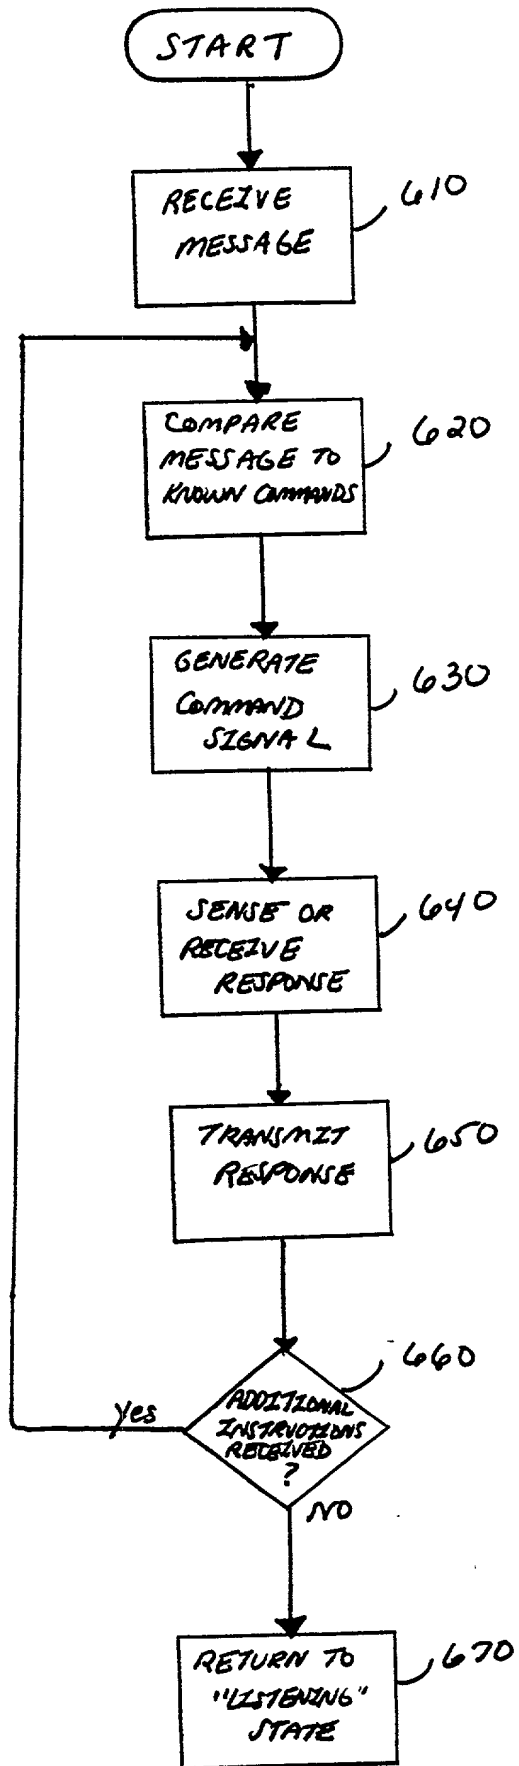 START
RECEIVE
MESSAGE
610
COMPARE
MESSAGE TO
KNOWN COMMANDS
620
GENERATE
COMMAND
SIGNAL
630
SENSE OR
RECEIVE
RESPONSE
640
TRANSMIT
RESPONSE
650
ADDITIONAL
INSTRUCTIONS
RECEIVED
?
660
Yes
NO
RETURN TO
"LISTENING"
STATE
670